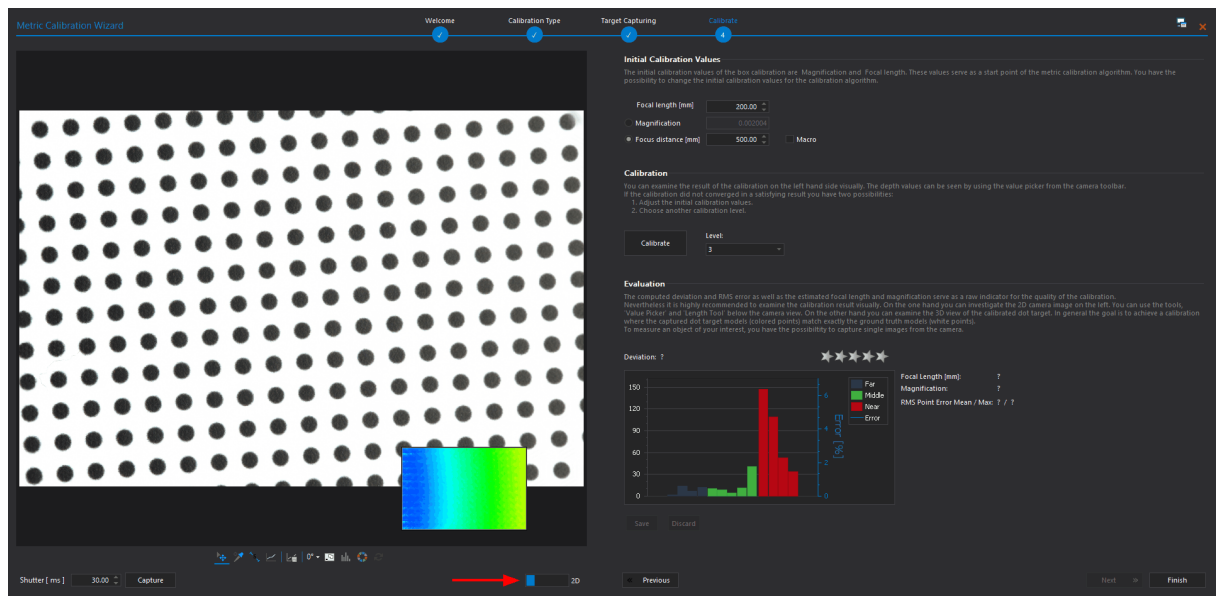 Metric Calibration Wizard
Welcome
Calibration Type
Target Capturing
Calibrate
✓
✓
✓
4
Initial Calibration Values
The initial calibration values of the box calibration are Magnification and Focal length. These values serve as a start point of the metric calibration algorithm. You have the
possibility to change the initial calibration values for the calibration algorithm.
Focal length [mm] 200.00
Magnification 0.002004
Focus distance [mm] 500.00 Macro
Calibration
You can examine the result of the calibration on the left hand side visually. The depth values can be seen by using the value picker from the camera toolbar.
If the calibration did not converged in a satisfying result you have two possibilities:
1. Adjust the initial calibration values.
2. Choose another calibration level.
Level:
Calibrate
3
Evaluation
The computed deviation and RMS error as well as the estimated focal length and magnification serve as a raw indicator for the quality of the calibration.
Nevertheless it is highly recommended to examine the calibration result visually. On the one hand you can investigate the 2D camera image on the left. You can use the tools,
'Value Picker' and 'Length Tool' below the camera view. On the other hand you can examine the 3D view of the calibrated dot target. In general the goal is to achieve a calibration
where the captured dot target models (colored points) match exactly the ground truth models (white points).
To measure an object of your interest, you have the possibiltity to capture single images from the camera.
Deviation: ?
Focal Length [mm]: ?
Magnification: ?
RMS Point Error Mean / Max: ? / ?
150
120
90
60
30
0
6
4
2
0
Error [%]
Far
Middle
Near
Error
Save Discard
0°
Shutter [ ms ] 30.00 Capture
2D
Previous
Next »
Finish